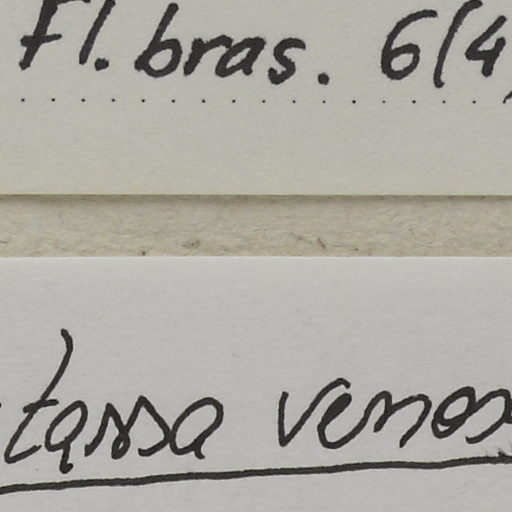 Fl. bras. 6(4
tassa venos